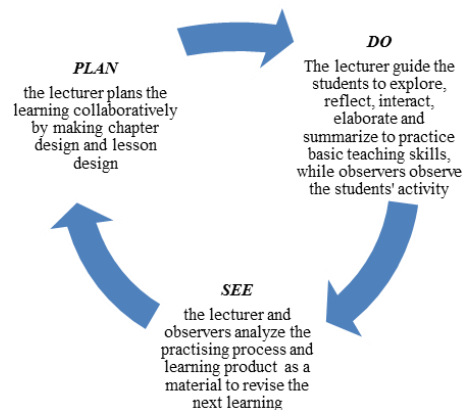 PLAN
the lecturer plans the
learning collaboratively
by making chapter
design and lesson
design
DO
The lecturer guide the
students to explore,
reflect, interact,
elaborate and
summarize to practice
basic teaching skills,
while observers observe
the students' activity
SEE
the lecturer and
observers analyze the
practising process and
learning product as a
material to revise the
next learning